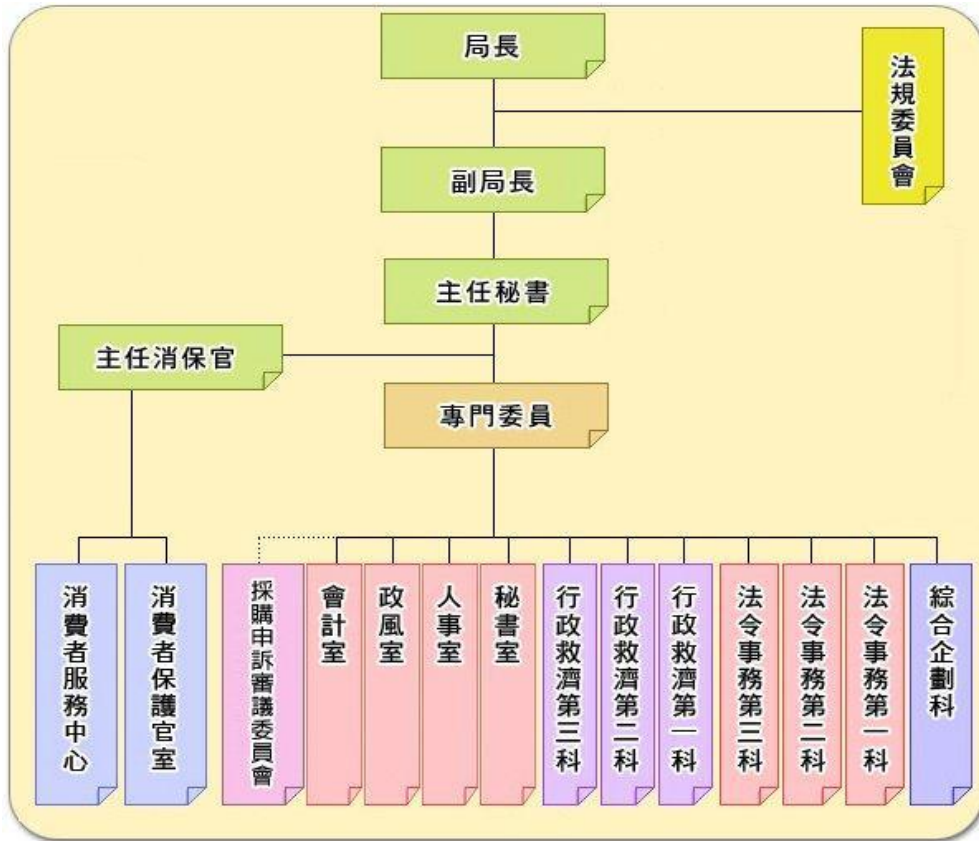 局長
法規委員會
副局長
主任秘書
主任消保官
專門委員
消費者服務中心
消費者保護官室
採購申訴審議委員會
會計室
政風室
人事室
秘書室
行政救濟第三科
行政救濟第二科
行政救濟第一科
法令事務第三科
法令事務第二科
法令事務第一科
綜合企劃科